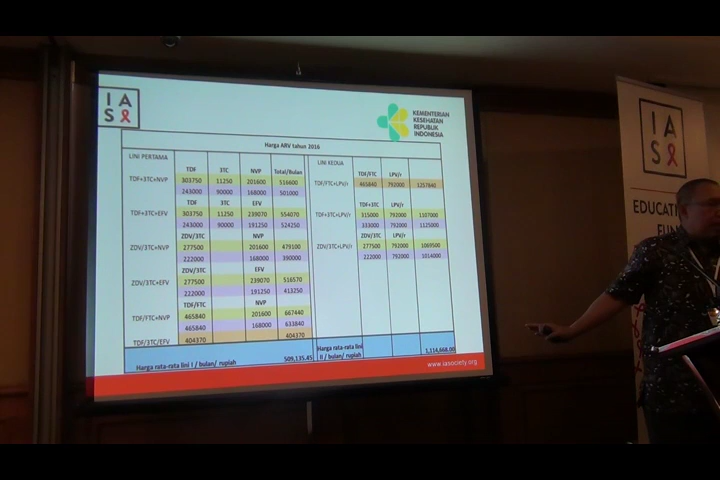 IAS
KEMENTERIAN
KESEHATAN
REPUBLIK
INDONESIA
Harga ARV tahun 2016
LINI PERTAMA
TDF 3TC NVP Total/Bulan
TDF+3TC+NVP 303750 11250 201600 516600
243000 90000 168000 501000
TDF 3TC EFV
TDF+3TC+EFV 303750 11250 239070 554070
243000 90000 191250 524250
ZDV/3TC NVP
ZDV/3TC+NVP 277500 201600 479100
222000 168000 390000
ZDV/3TC EFV
ZDV/3TC+EFV 277500 239070 516570
222000 191250 413250
TDF/FTC NVP
TDF/FTC+NVP 465840 201600 667440
465840 168000 633840
TDF/3TC/EFV 404370 404370
Harga rata-rata lini I / bulan/ rupiah 509,135.45
LINI KEDUA
TDF/FTC LPV/r
TDF/FTC+LPV/r 465840 792000 1257840
TDF+3TC LPV/r
TDF+3TC+LPV/r 315000 792000 1107000
333000 792000 1125000
ZDV/3TC LPV/r
ZDV/3TC+LPV/r 277500 792000 1069500
222000 792000 1014000
Harga rata-rata lini
II / bulan/ rupiah 1,114,668.00
www.iasociety.org
IAS
EDUCATI
FUN